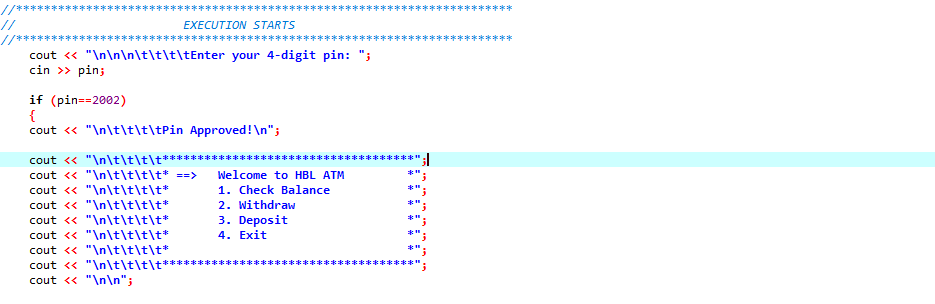 //***********************************************************************
//                        EXECUTION STARTS
//***********************************************************************
    cout << "\n\n\n\t\t\t\tEnter your 4-digit pin: ";
    cin >> pin;
    if (pin==2002)
    {
    cout << "\n\t\t\t\tPin Approved!\n";
    cout << "\n\t\t\t\t************************************";
    cout << "\n\t\t\t\t* ==>   Welcome to HBL ATM         *";
    cout << "\n\t\t\t\t*       1. Check Balance           *";
    cout << "\n\t\t\t\t*       2. Withdraw                *";
    cout << "\n\t\t\t\t*       3. Deposit                 *";
    cout << "\n\t\t\t\t*       4. Exit                    *";
    cout << "\n\t\t\t\t*                                  *";
    cout << "\n\t\t\t\t************************************";
    cout << "\n\n";